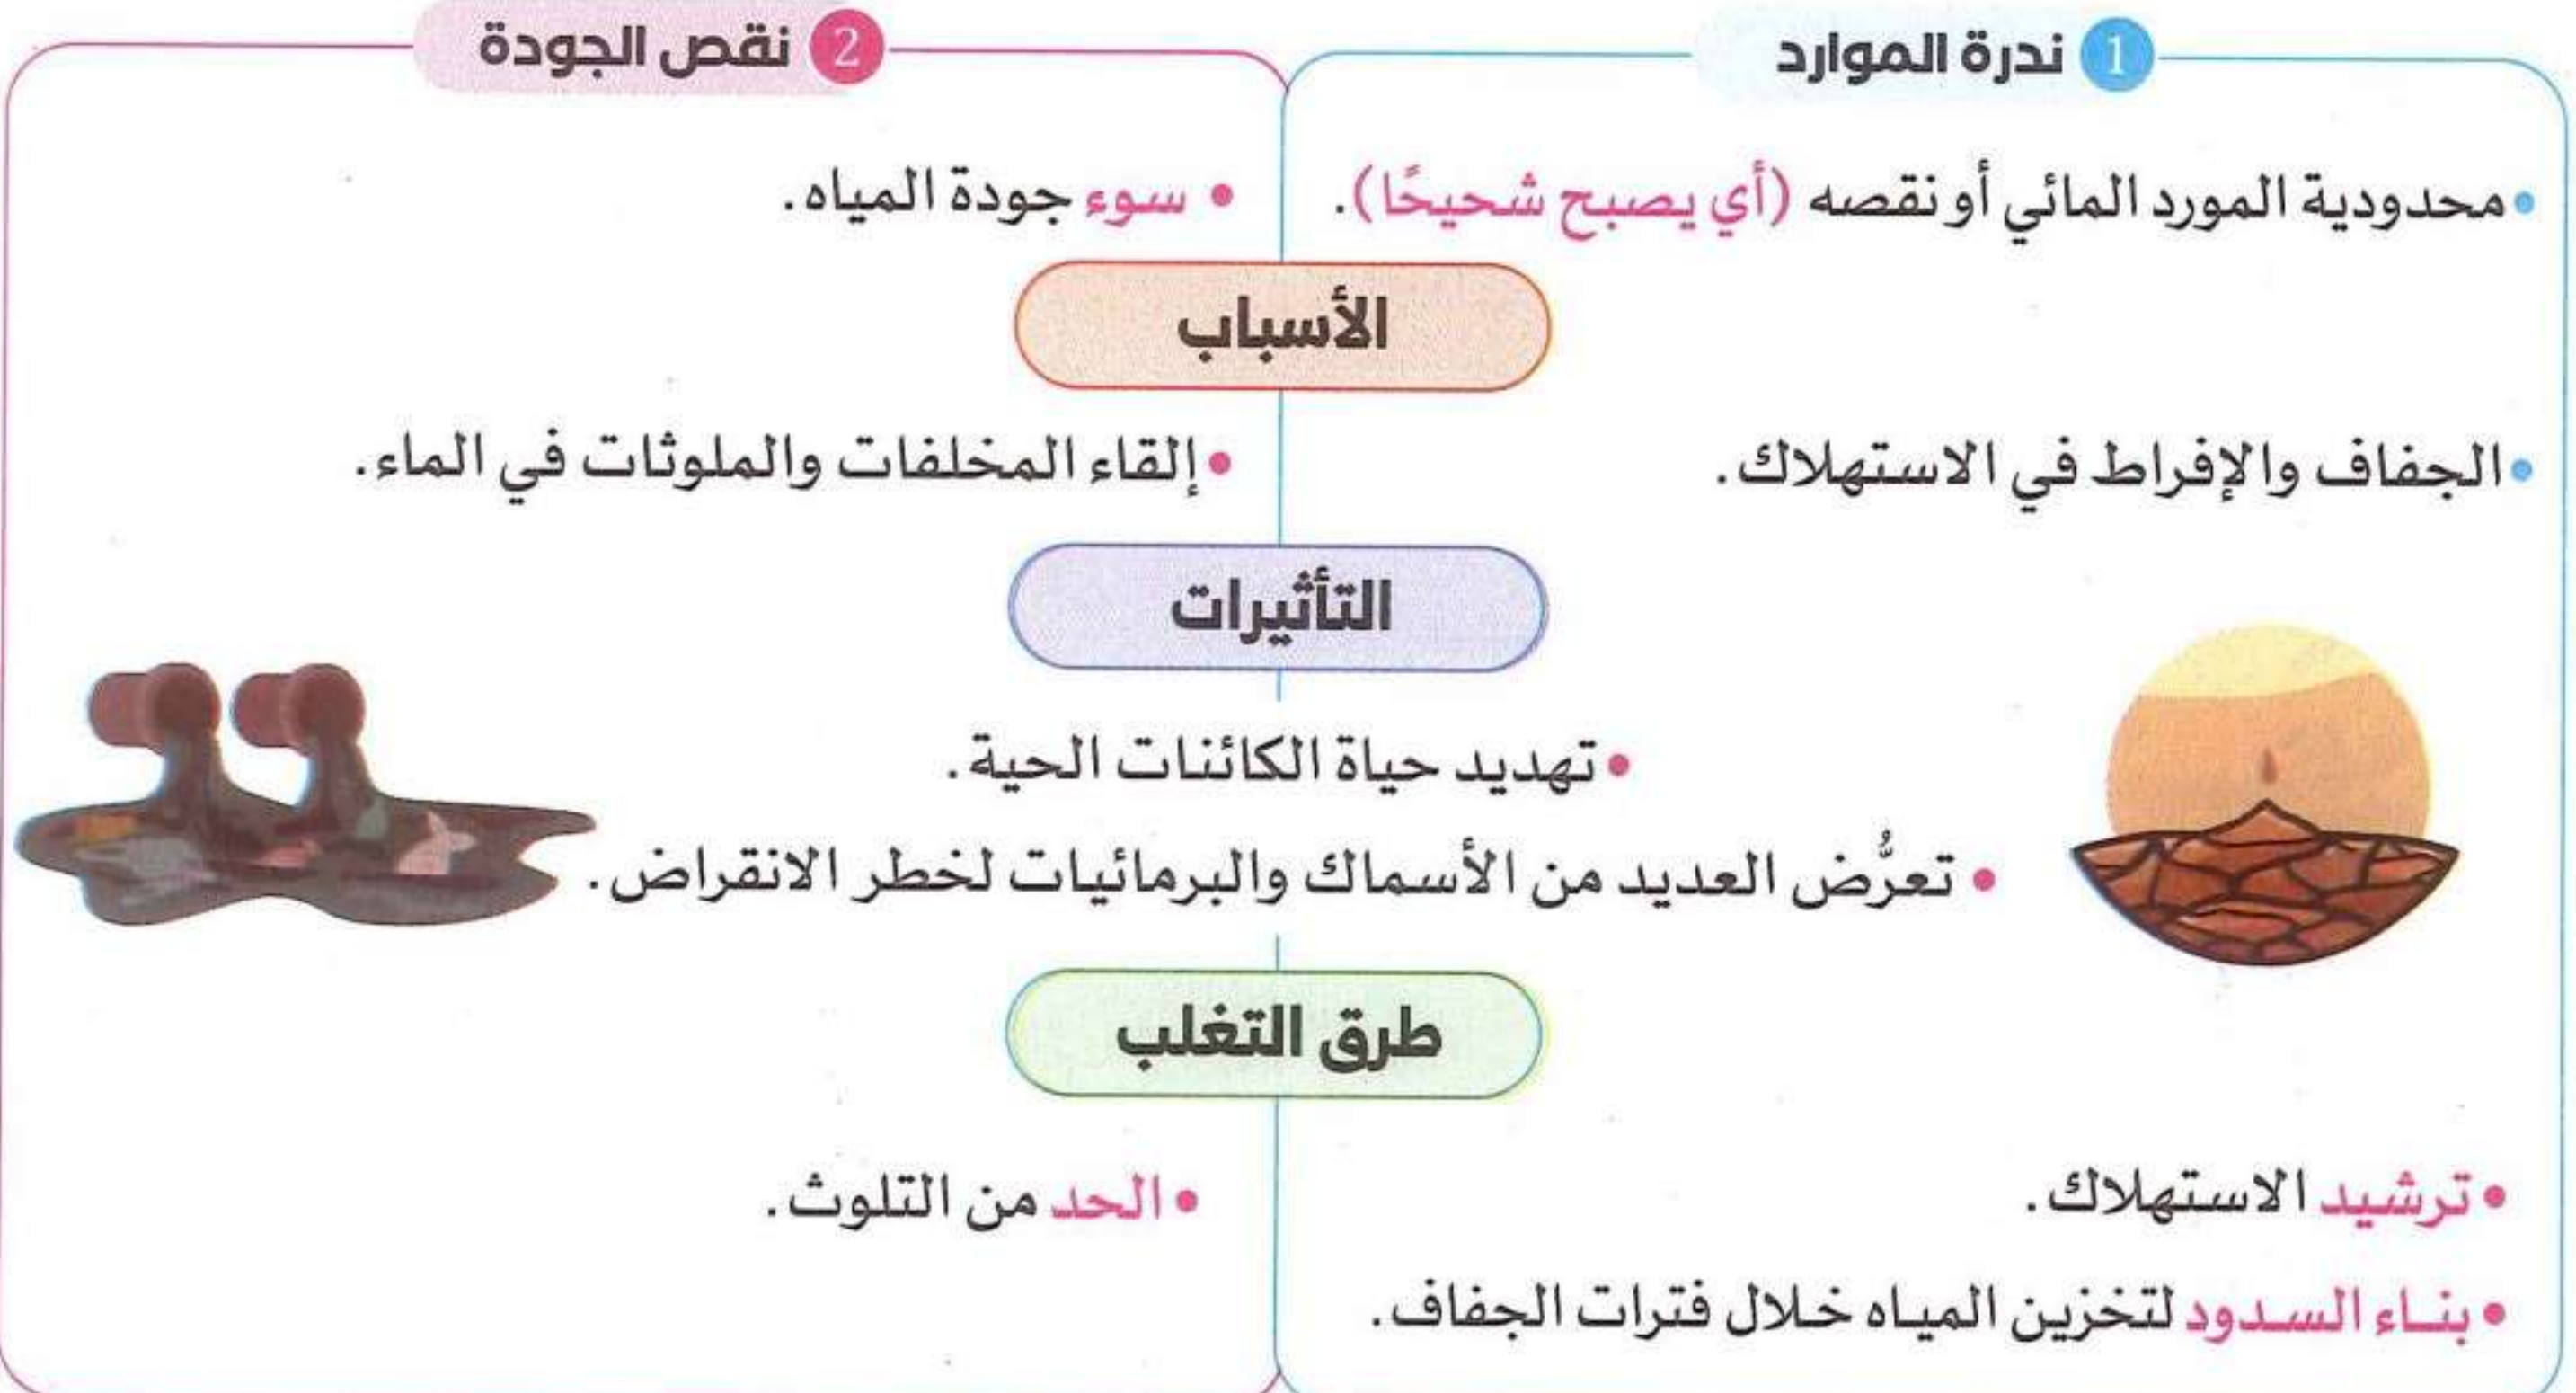 1 ندرة الموارد
2 نقص الجودة
• محدودية المورد المائي أو نقصه (أي يصبح شحيحًا).
• سوء جودة المياه.
الأسباب
• الجفاف والإفراط في الاستهلاك.
• إلقاء المخلفات والملوثات في الماء.
التأثيرات
• تهديد حياة الكائنات الحية.
• تعرُّض العديد من الأسماك والبرمائيات لخطر الانقراض.
طرق التغلب
• ترشيد الاستهلاك.
• الحد من التلوث.
• بناء السدود لتخزين المياه خلال فترات الجفاف.